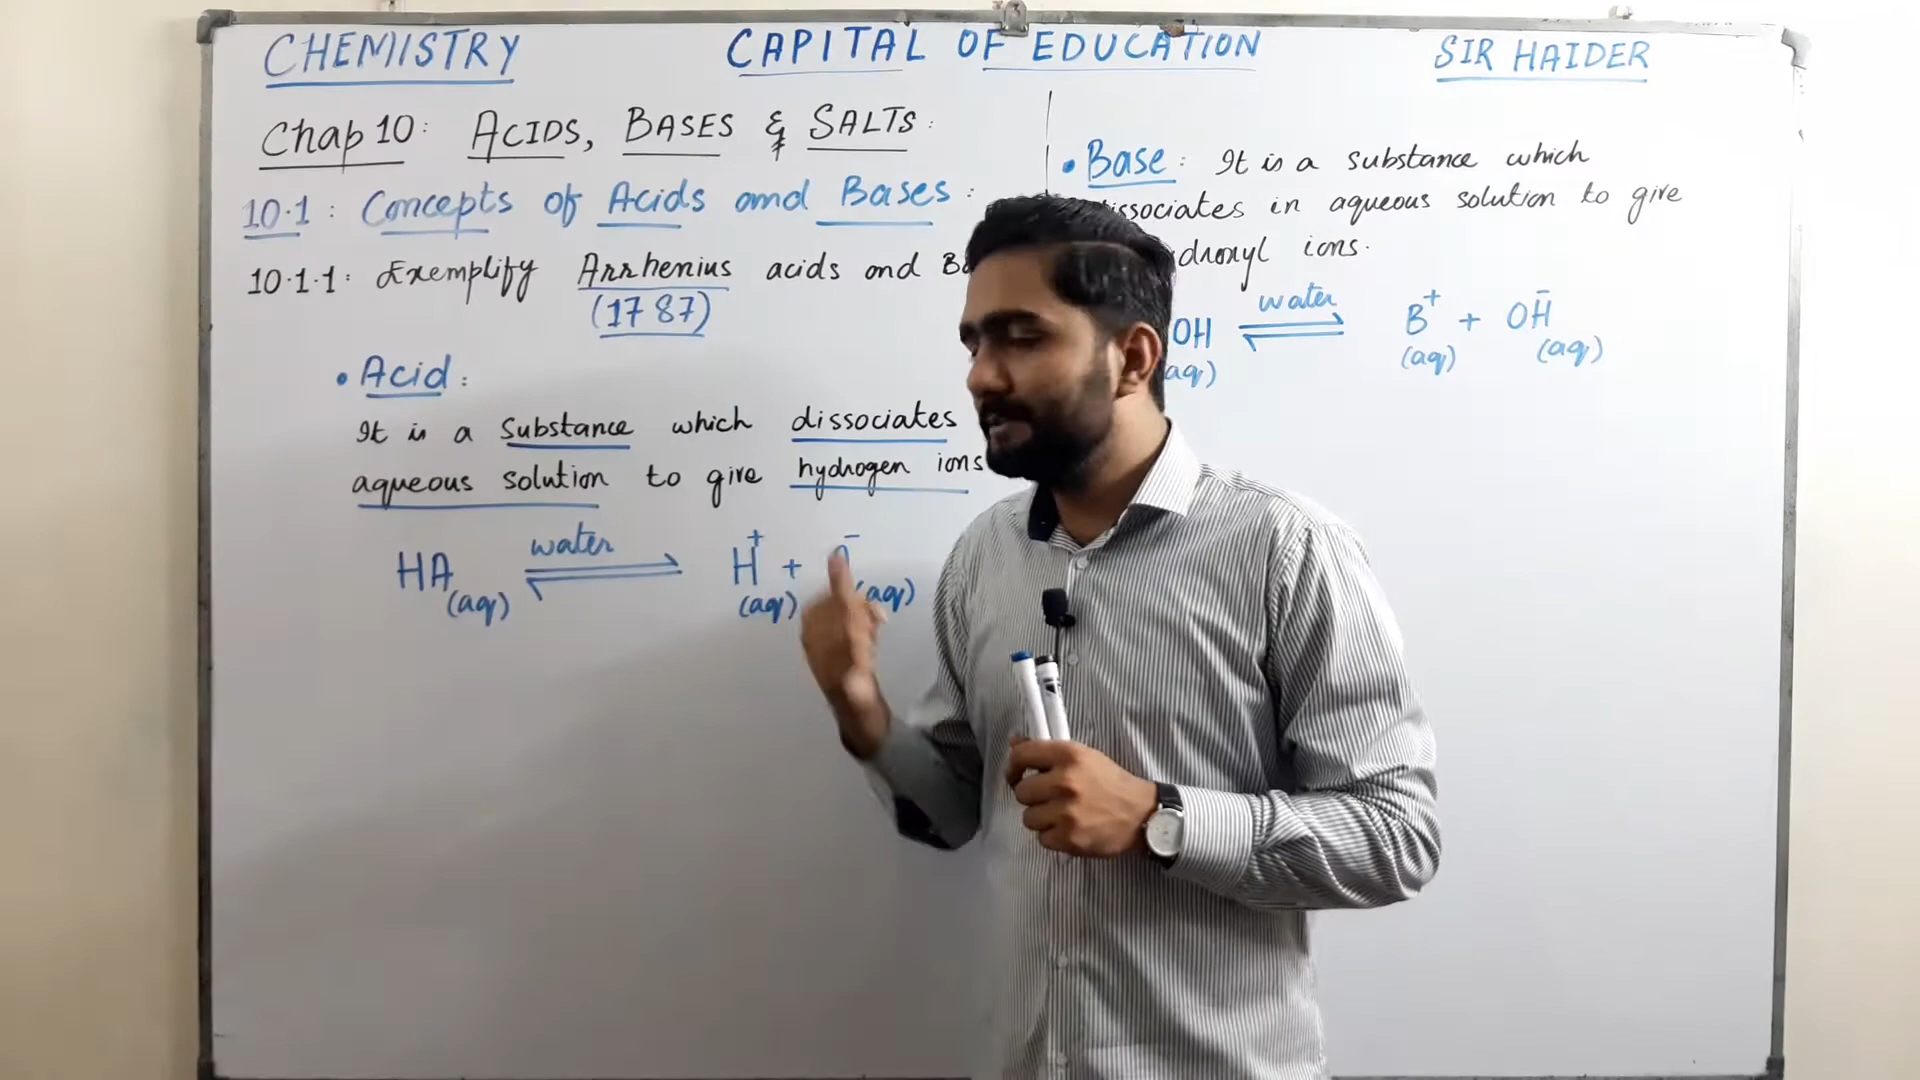 CHEMISTRY CAPITAL OF EDUCATION SIR HAIDER
Chap 10: ACIDS, BASES & SALTS:
10.1: Concepts of Acids and Bases:
10.1.1: Exemplify Arrhenius acids and
(1787)
• Acid:
It is a substance which dissociates
aqueous solution to give hydrogen ions
water
HA(aq) ⇌ H+(aq) + (aq)
• Base: It is a substance which
dissociates in aqueous solution to give
ions.
water
OH (aq) ⇌ B+(aq) + OH-(aq)